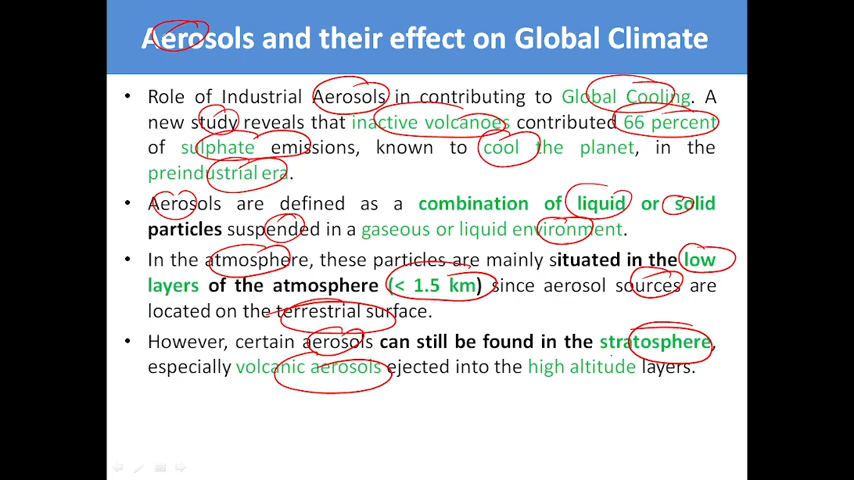 Aerosols and their effect on Global Climate
• Role of Industrial Aerosols in contributing to Global Cooling. A
new study reveals that inactive volcanoes contributed 66 percent
of sulphate emissions, known to cool the planet, in the
preindustrial era.
• Aerosols are defined as a combination of liquid or solid
particles suspended in a gaseous or liquid environment.
• In the atmosphere, these particles are mainly situated in the low
layers of the atmosphere (< 1.5 km) since aerosol sources are
located on the terrestrial surface.
• However, certain aerosols can still be found in the stratosphere,
especially volcanic aerosols ejected into the high altitude layers.